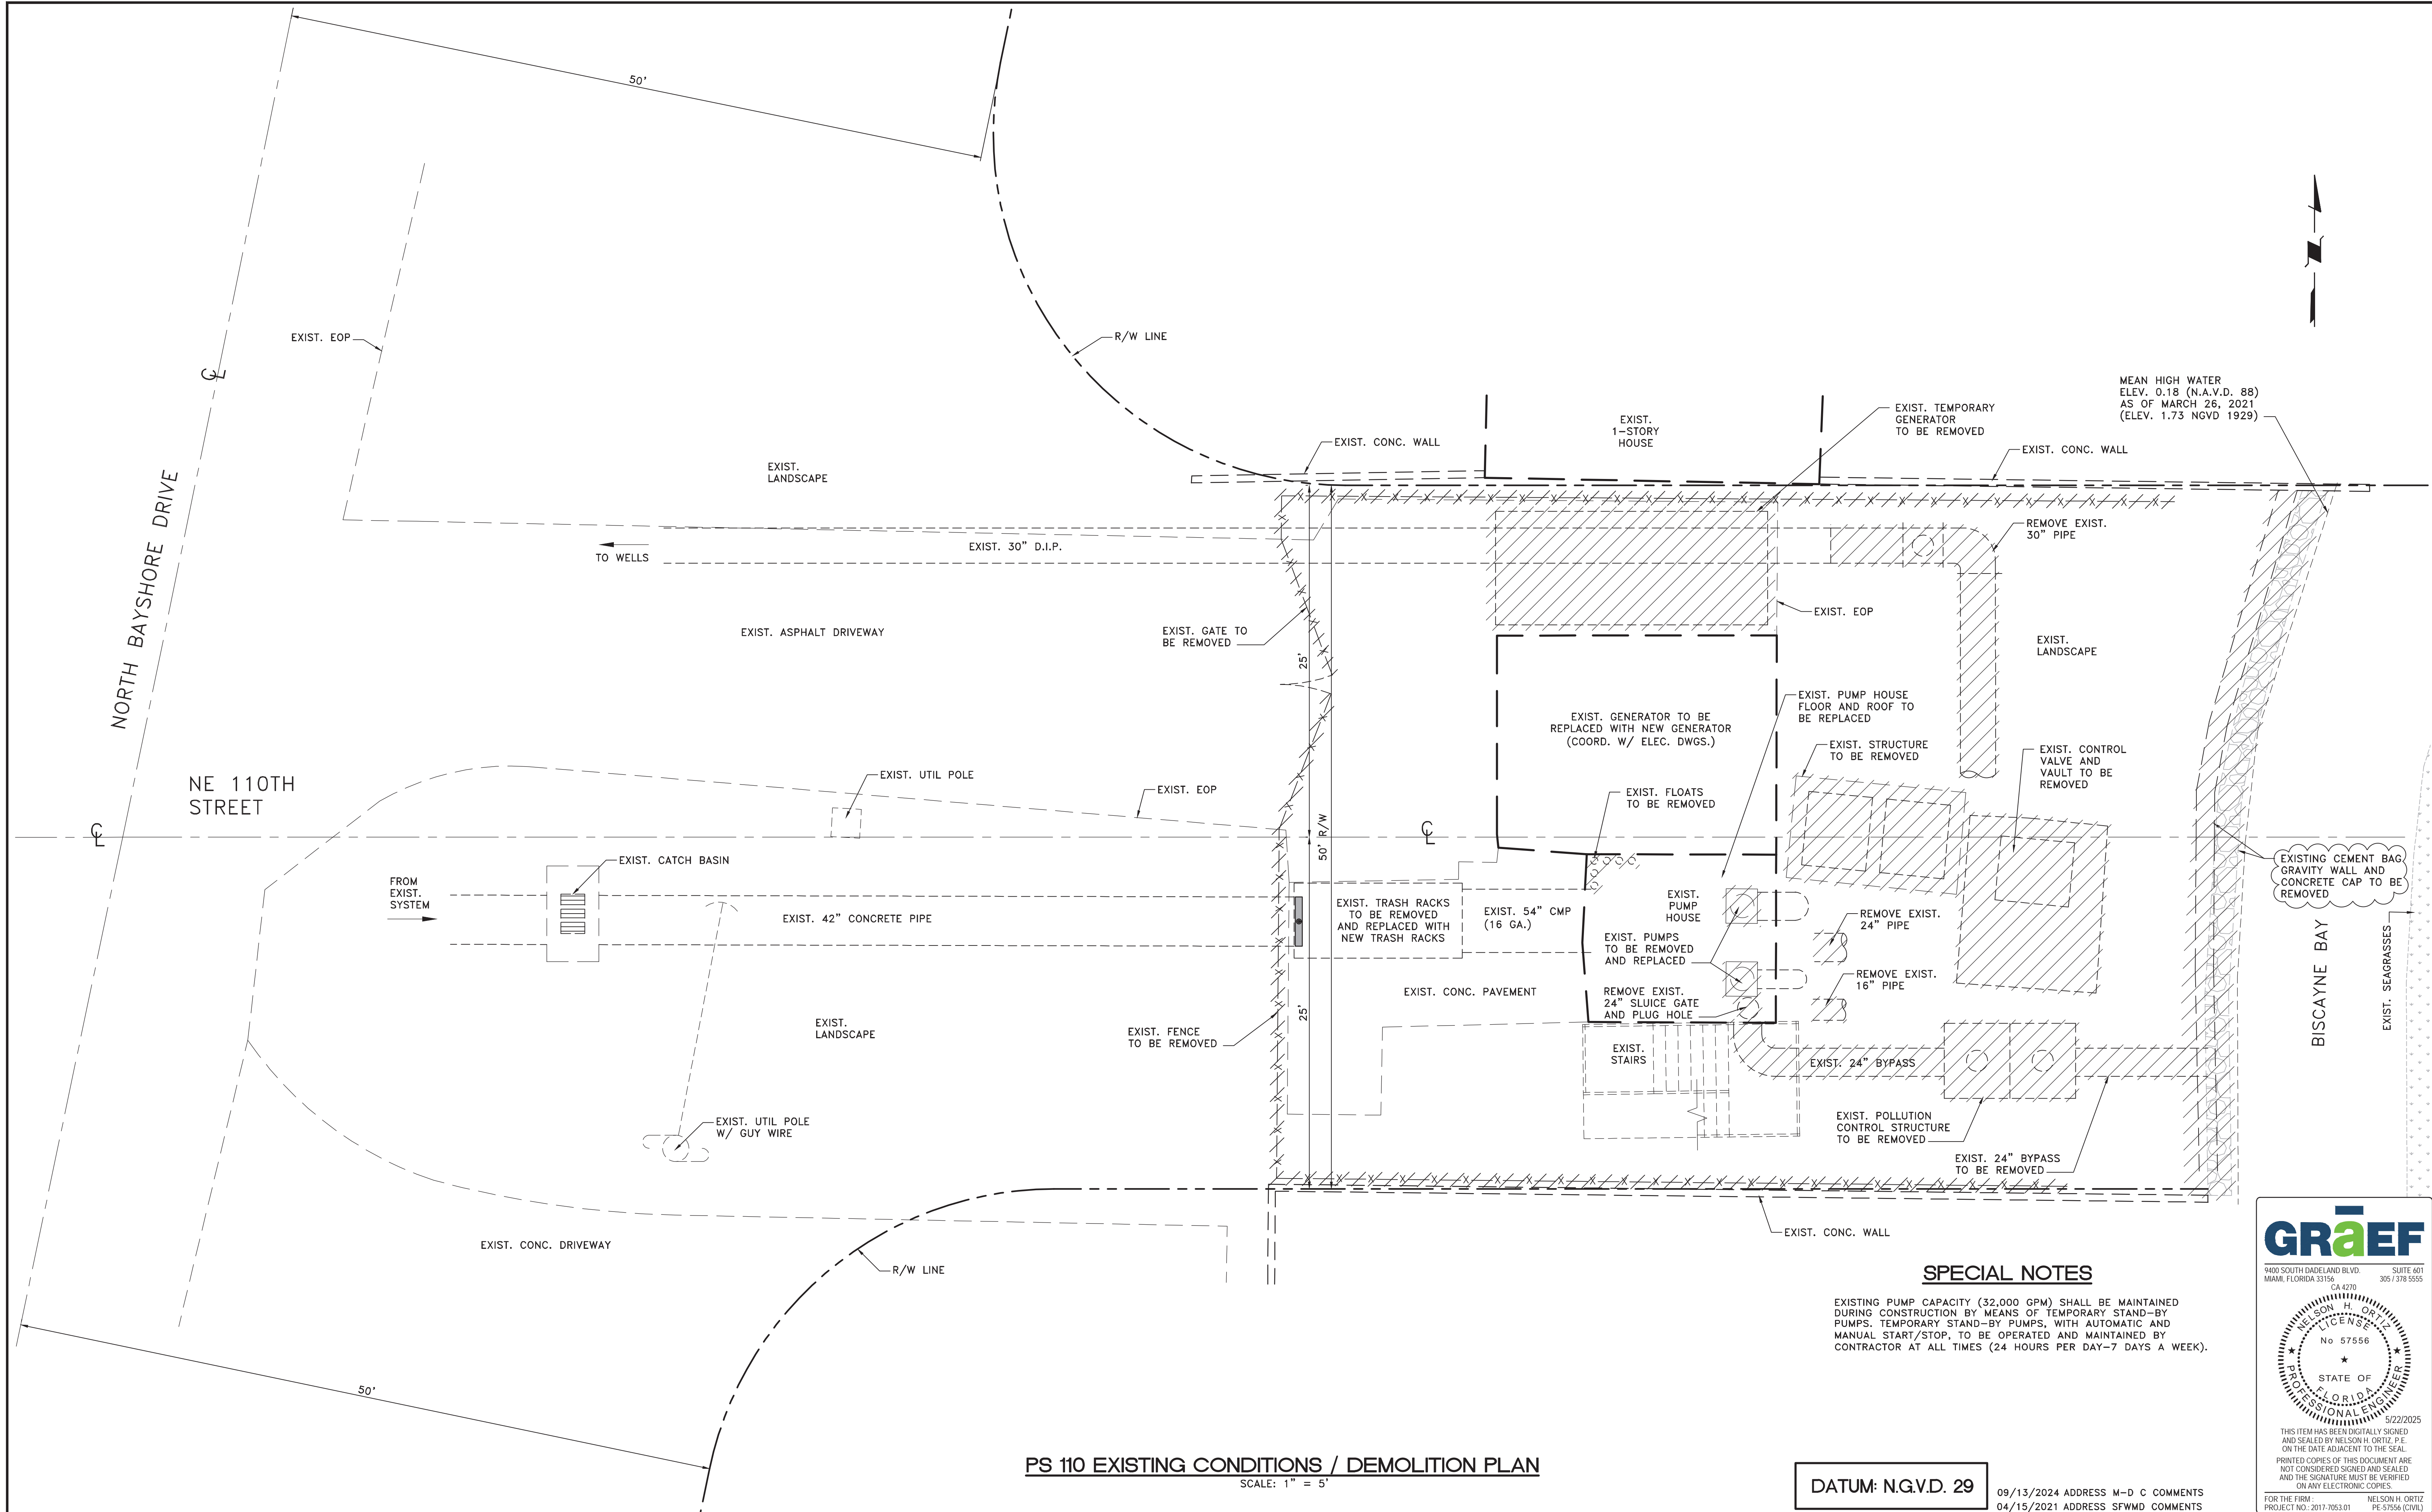 50'
EXIST. EOP
R/W LINE
℄
NORTH BAYSHORE DRIVE
MEAN HIGH WATER
ELEV. 0.18 (N.A.V.D. 88)
AS OF MARCH 26, 2021
(ELEV. 1.73 NGVD 1929)
N
EXIST. CONC. WALL
EXIST.
1-STORY
HOUSE
EXIST. TEMPORARY
GENERATOR
TO BE REMOVED
EXIST. CONC. WALL
EXIST.
LANDSCAPE
TO WELLS
EXIST. 30" D.I.P.
REMOVE EXIST.
30" PIPE
EXIST. ASPHALT DRIVEWAY
EXIST. GATE TO
BE REMOVED
25'
EXIST. EOP
EXIST.
LANDSCAPE
EXIST. GENERATOR TO BE
REPLACED WITH NEW GENERATOR
(COORD. W/ ELEC. DWGS.)
EXIST. PUMP HOUSE
FLOOR AND ROOF TO
BE REPLACED
EXIST. STRUCTURE
TO BE REMOVED
EXIST. CONTROL
VALVE AND
VAULT TO BE
REMOVED
NE 110TH
STREET
℄
EXIST. UTIL POLE
EXIST. EOP
50' R/W
℄
EXIST. FLOATS
TO BE REMOVED
EXISTING CEMENT BAG
GRAVITY WALL AND
CONCRETE CAP TO BE
REMOVED
FROM
EXIST.
SYSTEM
EXIST. CATCH BASIN
EXIST. 42" CONCRETE PIPE
EXIST. TRASH RACKS
TO BE REMOVED
AND REPLACED WITH
NEW TRASH RACKS
EXIST. 54" CMP
(16 GA.)
EXIST.
PUMP
HOUSE
EXIST. PUMPS
TO BE REMOVED
AND REPLACED
REMOVE EXIST.
24" PIPE
REMOVE EXIST.
16" PIPE
BISCAYNE BAY
EXIST. SEAGRASSES
EXIST. CONC. PAVEMENT
REMOVE EXIST.
24" SLUICE GATE
AND PLUG HOLE
EXIST.
LANDSCAPE
EXIST. FENCE
TO BE REMOVED
25'
EXIST.
STAIRS
EXIST. 24" BYPASS
EXIST. UTIL POLE
W/ GUY WIRE
EXIST. POLLUTION
CONTROL STRUCTURE
TO BE REMOVED
EXIST. 24" BYPASS
TO BE REMOVED
EXIST. CONC. DRIVEWAY
R/W LINE
EXIST. CONC. WALL
50'
SPECIAL NOTES
EXISTING PUMP CAPACITY (32,000 GPM) SHALL BE MAINTAINED
DURING CONSTRUCTION BY MEANS OF TEMPORARY STAND-BY
PUMPS. TEMPORARY STAND-BY PUMPS, WITH AUTOMATIC AND
MANUAL START/STOP, TO BE OPERATED AND MAINTAINED BY
CONTRACTOR AT ALL TIMES (24 HOURS PER DAY-7 DAYS A WEEK).
PS 110 EXISTING CONDITIONS / DEMOLITION PLAN
SCALE: 1" = 5'
DATUM: N.G.V.D. 29
09/13/2024 ADDRESS M-D C COMMENTS
04/15/2021 ADDRESS SFWMD COMMENTS
GRāEF
9400 SOUTH DADELAND BLVD. SUITE 601
MIAMI, FLORIDA 33156 305 / 378 5555
CA 4270
NELSON H. ORTIZ
LICENSE
No 57556
★
STATE OF
FLORIDA
★ PROFESSIONAL ENGINEER ★
5/22/2025
THIS ITEM HAS BEEN DIGITALLY SIGNED
AND SEALED BY NELSON H. ORTIZ, P.E.
ON THE DATE ADJACENT TO THE SEAL.
PRINTED COPIES OF THIS DOCUMENT ARE
NOT CONSIDERED SIGNED AND SEALED
AND THE SIGNATURE MUST BE VERIFIED
ON ANY ELECTRONIC COPIES.
FOR THE FIRM : NELSON H. ORTIZ
PROJECT NO.: 2017-7053.01 PE-57556 (CIVIL)